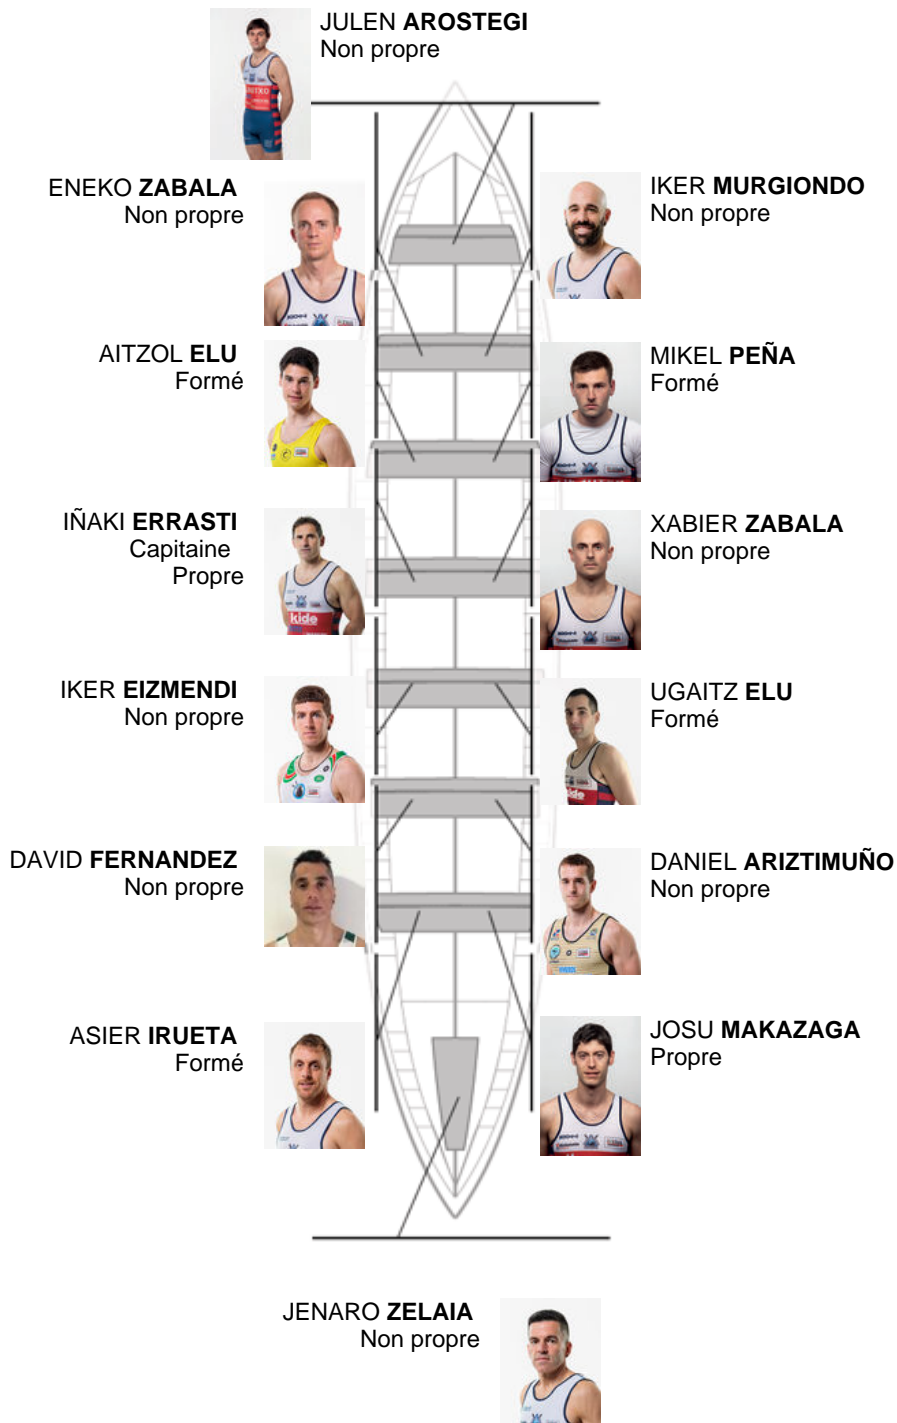 JULEN AROSTEGI
Non propre
ENEKO ZABALA
Non propre
IKER MURGIONDO
Non propre
AITZOL ELU
Formé
MIKEL PEÑA
Formé
IÑAKI ERRASTI
Capitaine
Propre
kide
XABIER ZABALA
Non propre
IKER EIZMENDI
Non propre
UGAITZ ELU
Formé
kide
DAVID FERNANDEZ
Non propre
DANIEL ARIZTIMUÑO
Non propre
ASIER IRUETA
Formé
JOSU MAKAZAGA
Propre
JENARO ZELAIA
Non propre